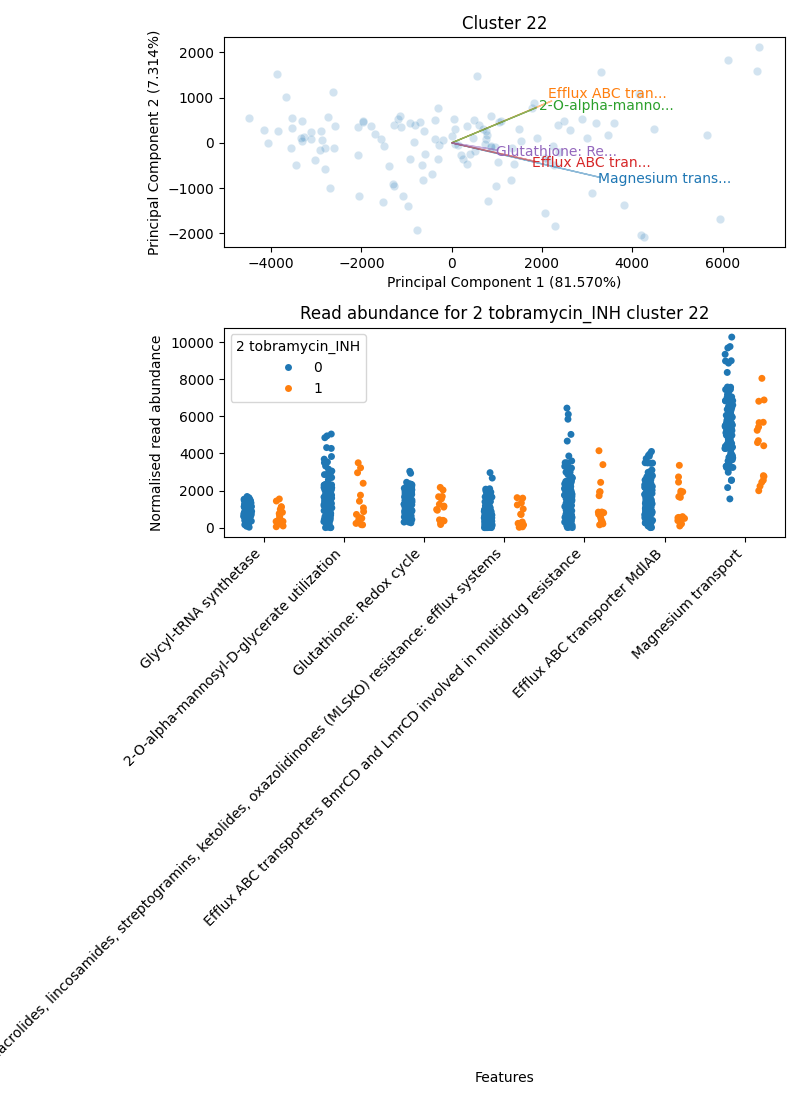 Cluster 22
Principal Component 2 (7.314%)
2000
1000
0
−1000
−2000
Efflux ABC tran...
2-O-alpha-manno...
Glutathione: Re...
Efflux ABC tran...
Magnesium trans...
−4000
−2000
0
2000
4000
6000
Principal Component 1 (81.570%)
Read abundance for 2 tobramycin_INH cluster 22
Normalised read abundance
10000
8000
6000
4000
2000
0
2 tobramycin_INH
0
1
Glycyl-tRNA synthetase
2-O-alpha-mannosyl-D-glycerate utilization
Glutathione: Redox cycle
lincosamides, streptogramins, ketolides, oxazolidinones (MLSKO) resistance: efflux systems
Efflux ABC transporters BmrCD and LmrCD involved in multidrug resistance
Efflux ABC transporter MdlAB
Magnesium transport
Features